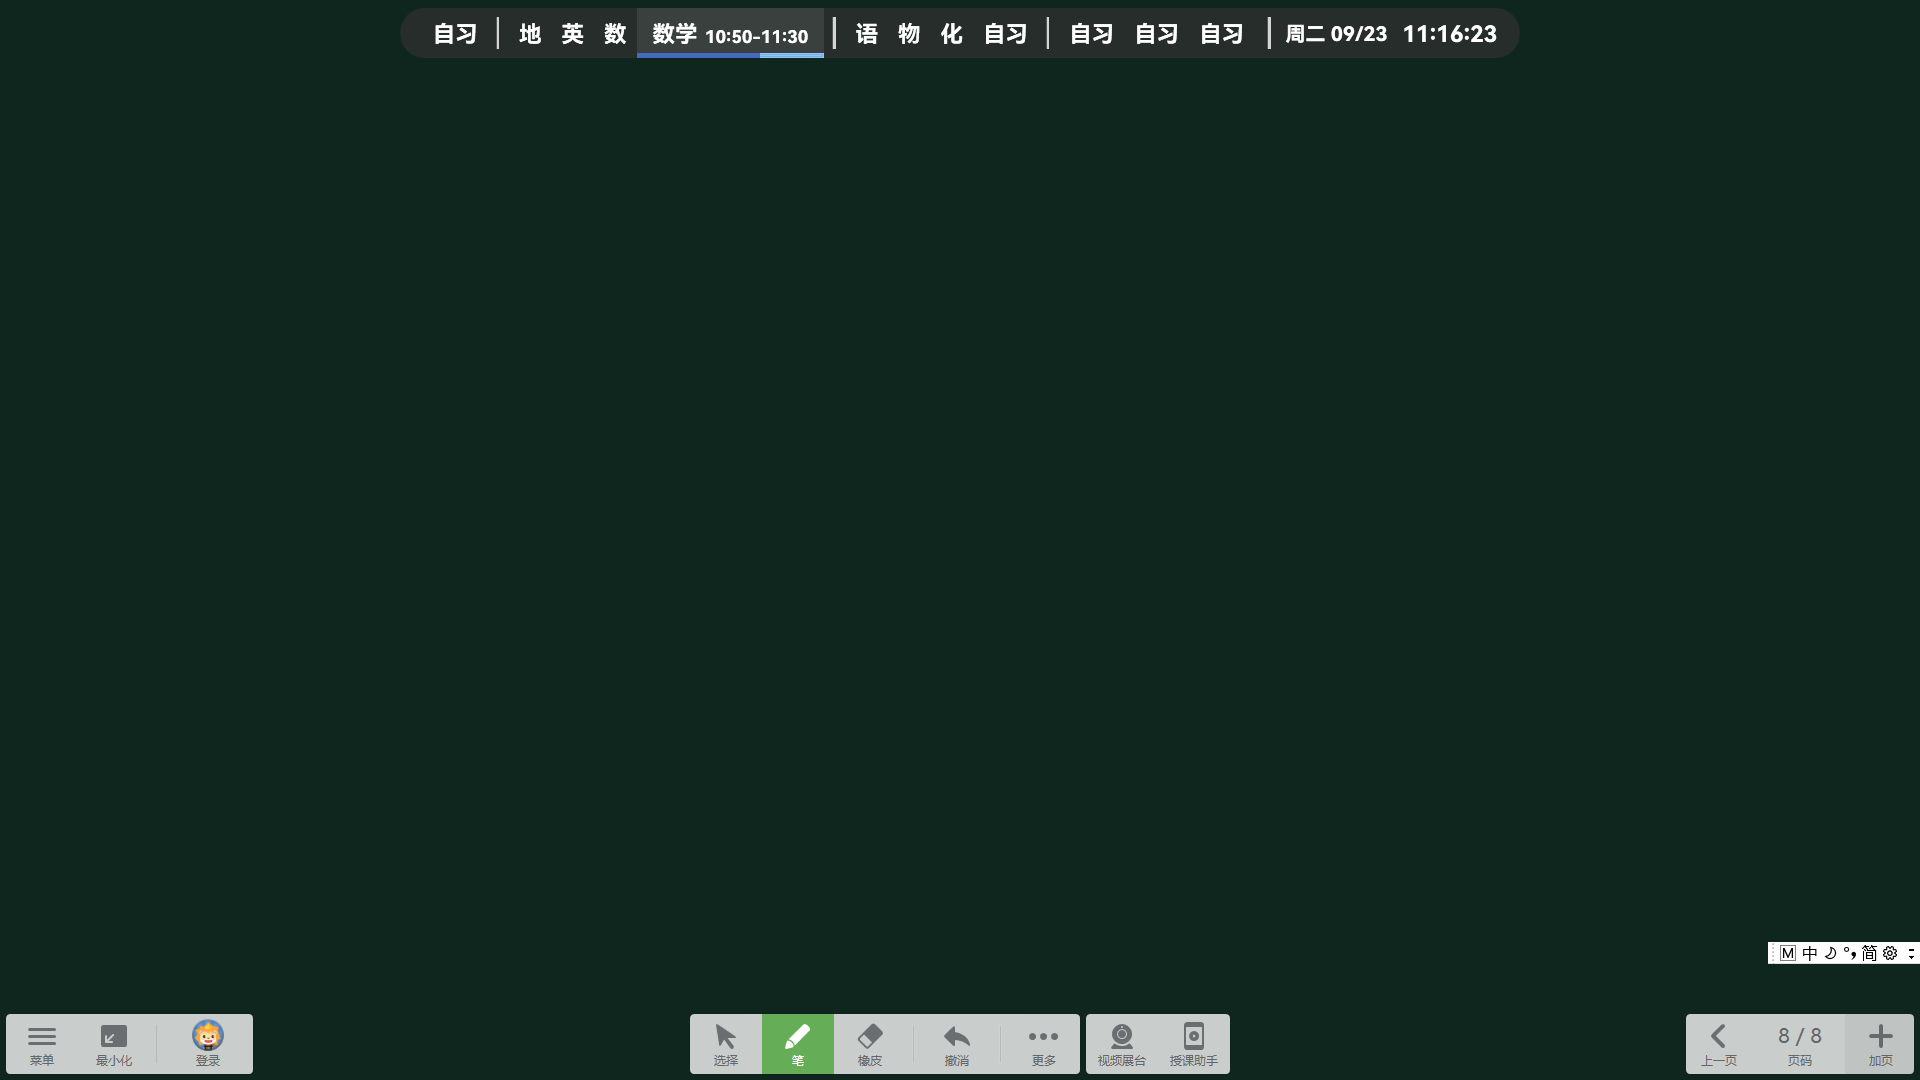 自习 地 英 数 数学 10:50-11:30 语 物 化 自习 自习 自习 自习 周二 09/23 11:16:23
M 中 °, 简
菜单 最小化 登录 选择 笔 橡皮 撤消 更多 视频展台 授课助手 上一页 8 / 8 页码 加页